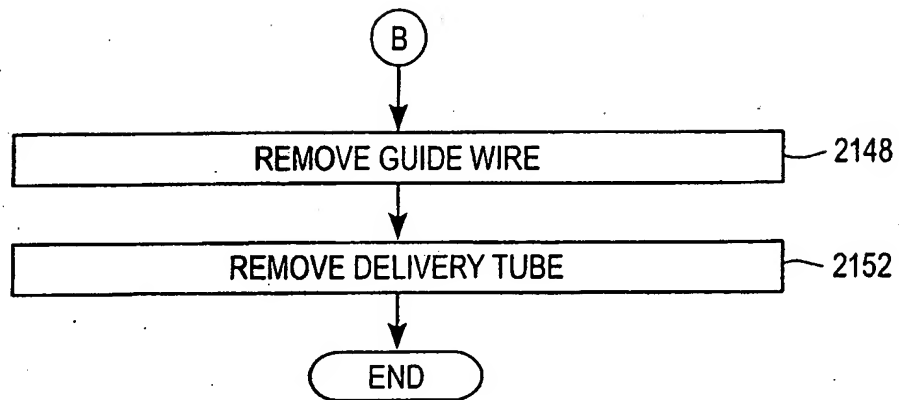 B
REMOVE GUIDE WIRE
2148
REMOVE DELIVERY TUBE
2152
END